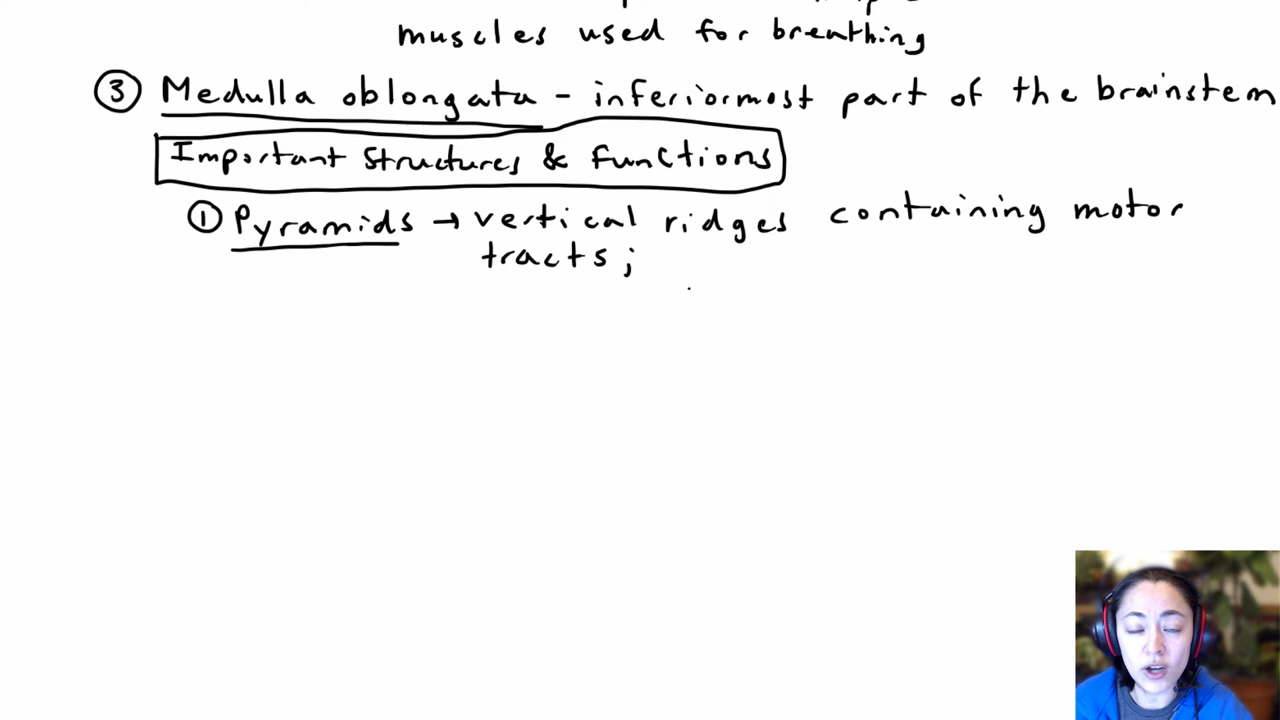 muscles used for breathing
③ Medulla oblongata - inferiormost part of the brainstem
Important Structures & Functions
① Pyramids → vertical ridges containing motor
tracts;